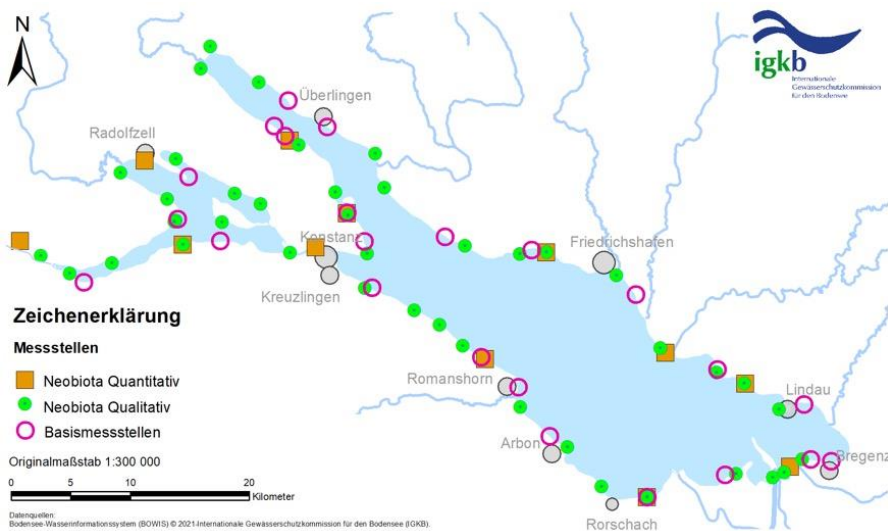 N
igkb
Internationale
Gewässerschutzkommission
für den Bodensee
Überlingen
Radolfzell
Konstanz
Friedrichshafen
Kreuzlingen
Zeichenerklärung
Messstellen
Neobiota Quantitativ
Neobiota Qualitativ
Basismessstellen
Romanshorn
Lindau
Arbon
Bregenz
Rorschach
Originalmaßstab 1:300 000
0 5 10 20
Kilometer
Datenquellen:
Bodensee-Wasserinformationssystem (BOWIS) © 2021-Internationale Gewässerschutzkommission für den Bodensee (IGKB).